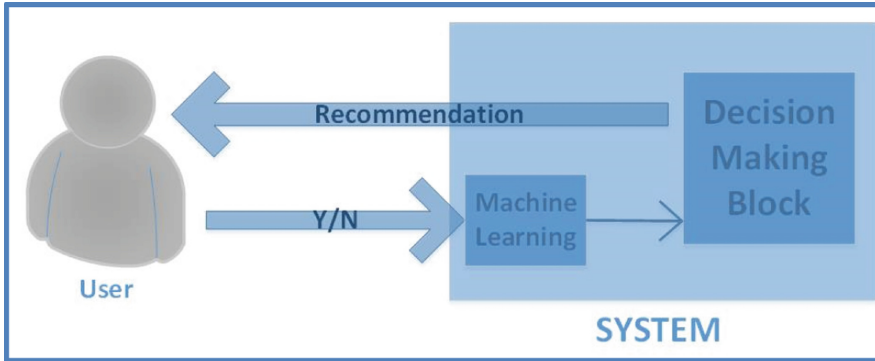 Recommendation
Decision
Making
Block
Y/N
Machine
Learning
User
SYSTEM